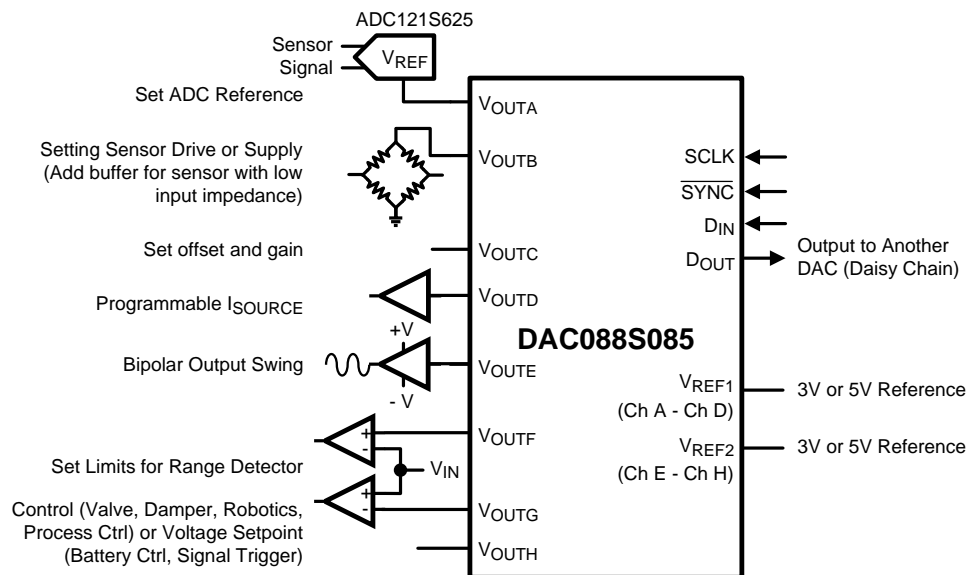 ADC121S625
Sensor
Signal
VREF
Set ADC Reference
VOUTA
Setting Sensor Drive or Supply
(Add buffer for sensor with low
input impedance)
VOUTB
Set offset and gain
VOUTC
Programmable ISOURCE
VOUTD
+V
Bipolar Output Swing
- V
VOUTE
+
-
VOUTF
Set Limits for Range Detector
VIN
+
-
Control (Valve, Damper, Robotics,
Process Ctrl) or Voltage Setpoint
(Battery Ctrl, Signal Trigger)
VOUTG
VOUTH
DAC088S085
SCLK
SYNC
DIN
DOUT
Output to Another
DAC (Daisy Chain)
VREF1
(Ch A - Ch D)
3V or 5V Reference
VREF2
(Ch E - Ch H)
3V or 5V Reference